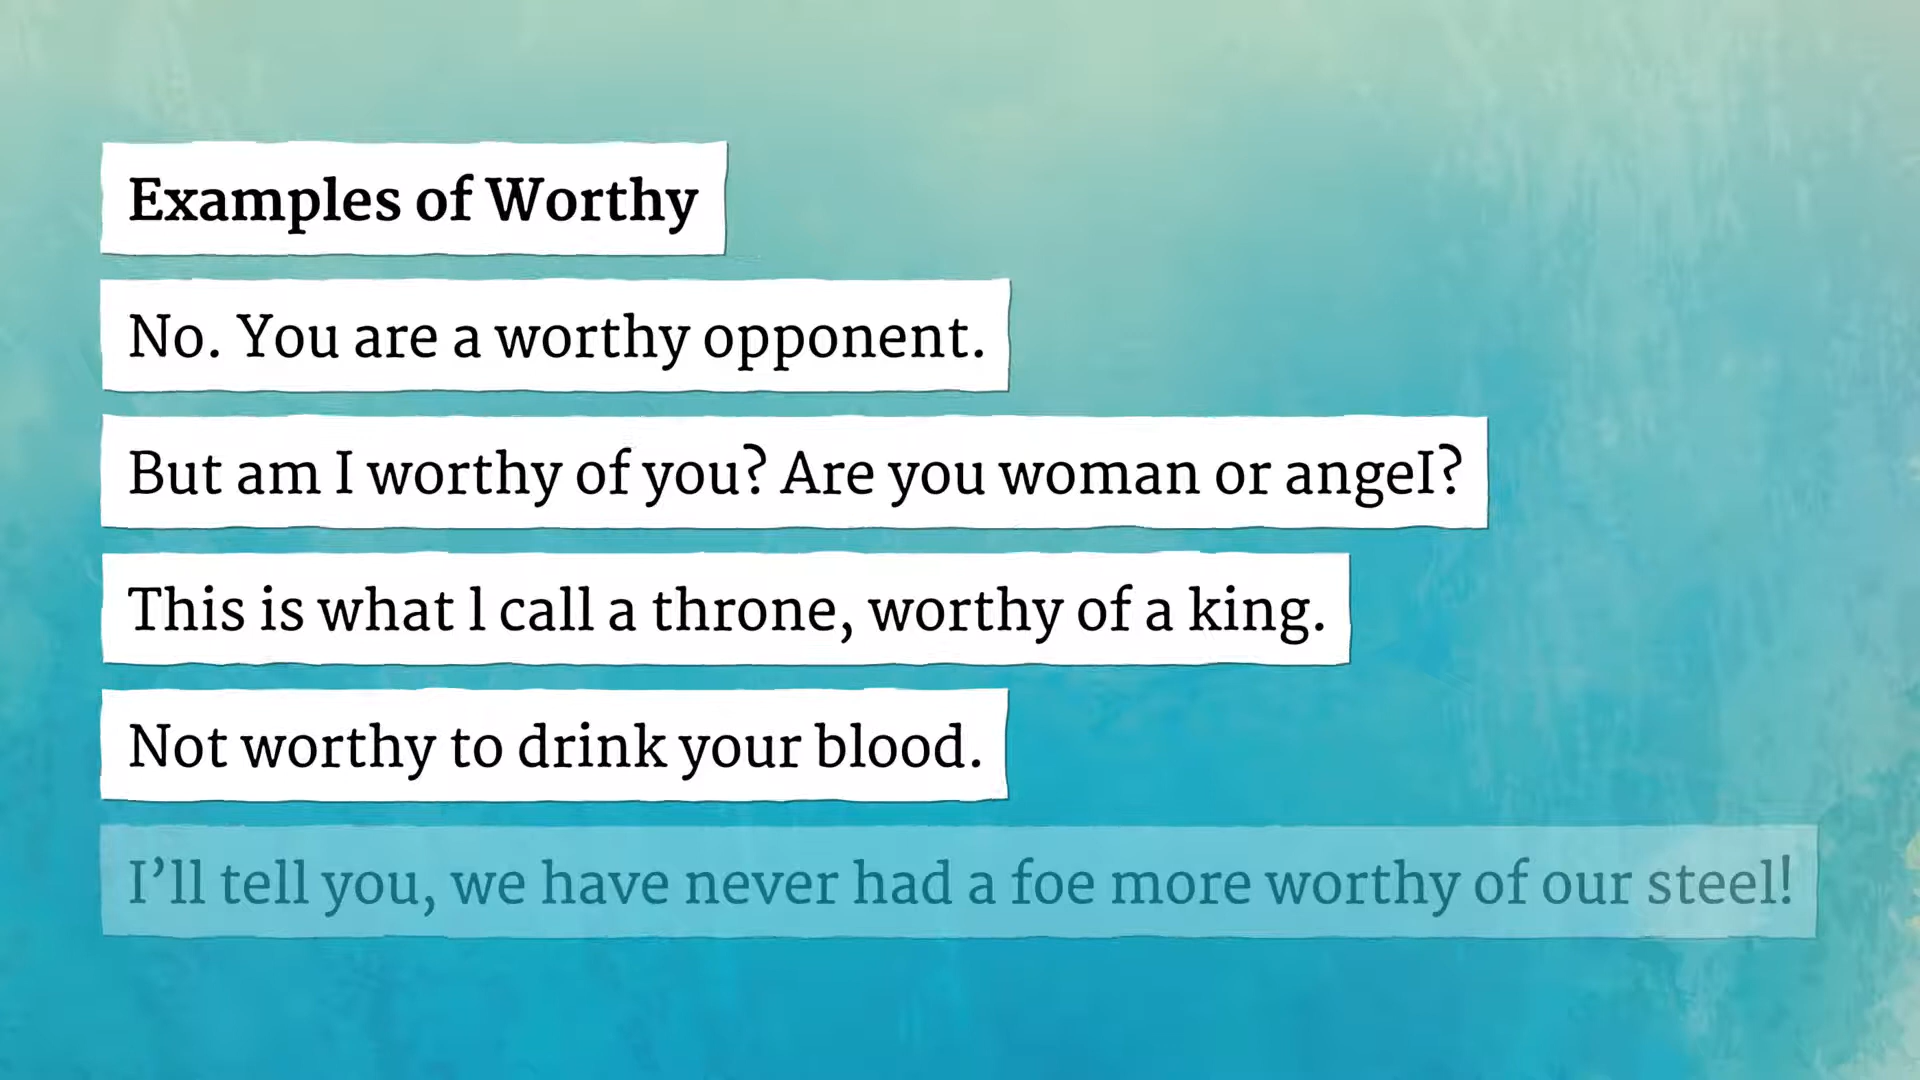 Examples of Worthy
No. You are a worthy opponent.
But am I worthy of you? Are you woman or angeI?
This is what l call a throne, worthy of a king.
Not worthy to drink your blood.
I’ll tell you, we have never had a foe more worthy of our steel!